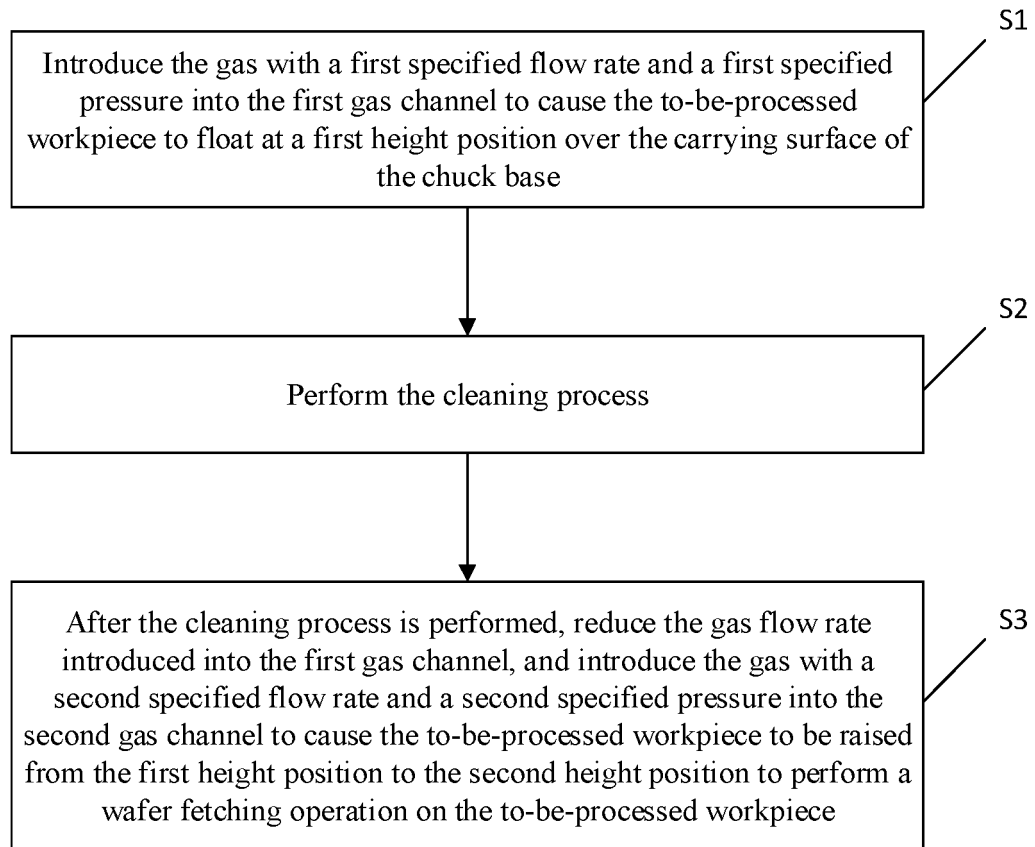 S1
Introduce the gas with a first specified flow rate and a first specified
pressure into the first gas channel to cause the to-be-processed
workpiece to float at a first height position over the carrying surface of
the chuck base
S2
Perform the cleaning process
S3
After the cleaning process is performed, reduce the gas flow rate
introduced into the first gas channel, and introduce the gas with a
second specified flow rate and a second specified pressure into the
second gas channel to cause the to-be-processed workpiece to be raised
from the first height position to the second height position to perform a
wafer fetching operation on the to-be-processed workpiece